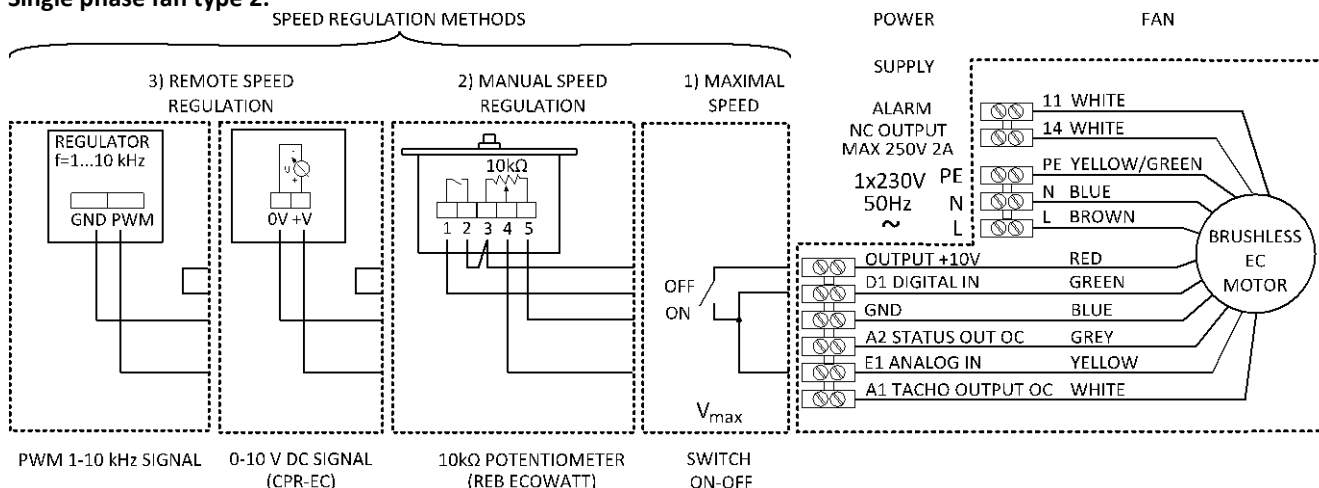 Single phase fan type 2:
SPEED REGULATION METHODS
POWER
SUPPLY
FAN
3) REMOTE SPEED
REGULATION
2) MANUAL SPEED
REGULATION
1) MAXIMAL
SPEED
REGULATOR
f=1...10 kHz
GND PWM
- U +
0V +V
10kΩ
1 2 3 4 5
OFF
ON
Vmax
ALARM
NC OUTPUT
MAX 250V 2A
1x230V
50Hz
~
PE
N
L
11 WHITE
14 WHITE
PE YELLOW/GREEN
N BLUE
L BROWN
OUTPUT +10V RED
D1 DIGITAL IN GREEN
GND BLUE
A2 STATUS OUT OC GREY
E1 ANALOG IN YELLOW
A1 TACHO OUTPUT OC WHITE
BRUSHLESS
EC
MOTOR
PWM 1-10 kHz SIGNAL
0-10 V DC SIGNAL
(CPR-EC)
10kΩ POTENTIOMETER
(REB ECOWATT)
SWITCH
ON-OFF